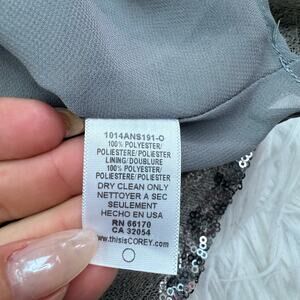 1014ANS191-O
100% POLYESTER/
POLIESTERE/POLIESTER
LINING/DOUBLURE
100% POLYESTER/
POLIESTERE/POLIESTER
DRY CLEAN ONLY
NETTOYER A SEC
SEULEMENT
HECHO EN USA
RN 66170
CA 32054
www.thisisCOREY.com